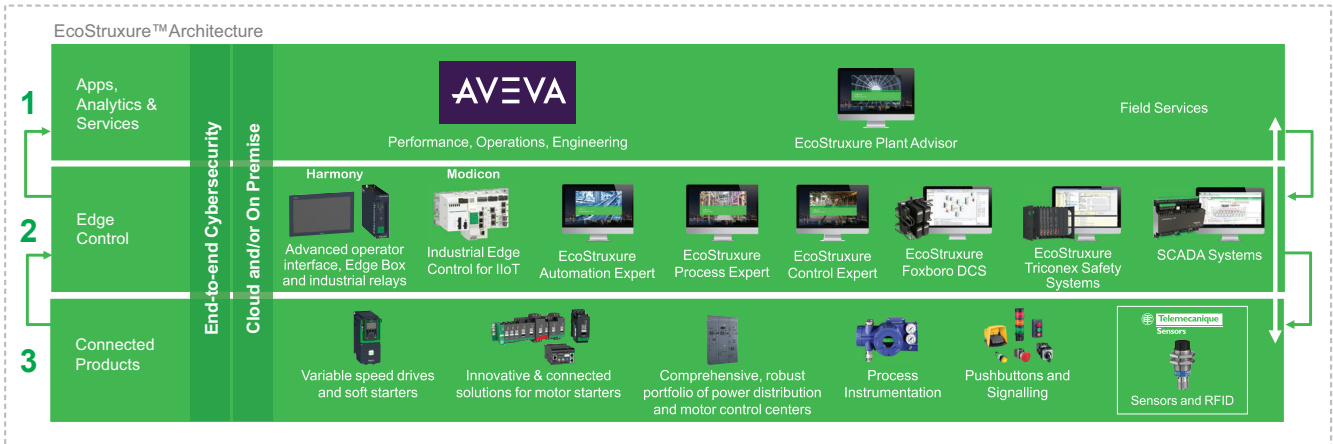 EcoStruxure™Architecture
1
Apps,
Analytics &
Services
AVEVA
Performance, Operations, Engineering
EcoStruxure Plant Advisor
Field Services
End-to-end Cybersecurity
Cloud and/or On Premise
2
Edge
Control
Harmony
Advanced operator
interface, Edge Box
and industrial relays
Modicon
Industrial Edge
Control for IIoT
EcoStruxure
Automation Expert
EcoStruxure
Process Expert
EcoStruxure
Control Expert
EcoStruxure
Foxboro DCS
EcoStruxure
Triconex Safety
Systems
SCADA Systems
3
Connected
Products
Variable speed drives
and soft starters
Innovative & connected
solutions for motor starters
Comprehensive, robust
portfolio of power distribution
and motor control centers
Process
Instrumentation
Pushbuttons and
Signalling
Telemecanique
Sensors
Sensors and RFID